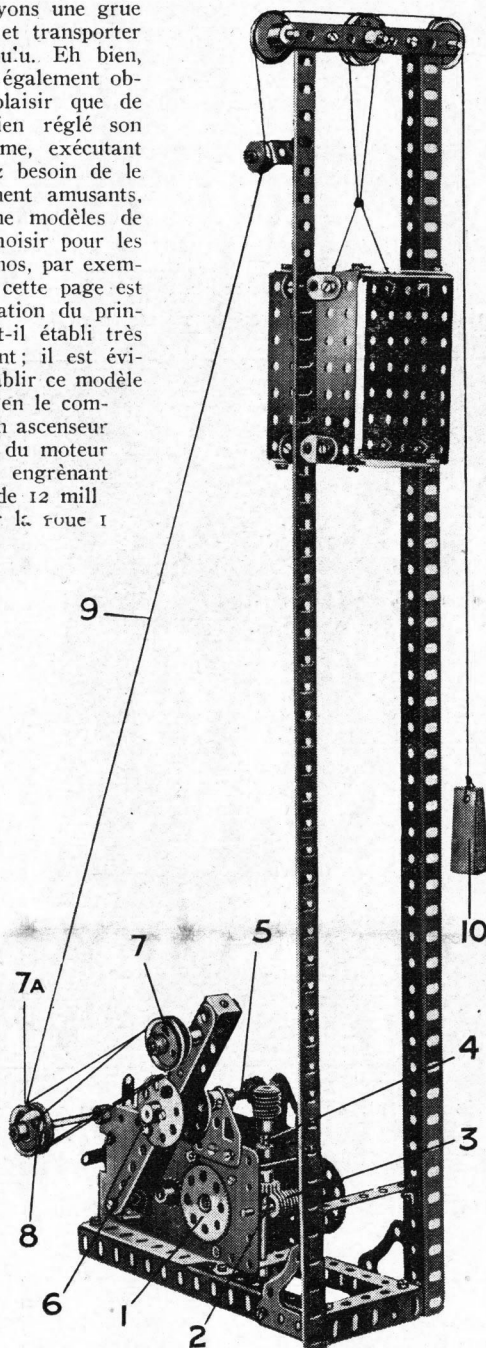 yons une grue
et transporter
qu'u. Eh bien,
également ob-
plaisir que de
ien réglé son
me, exécutant
z besoin de le
ment amusants,
ne modèles de
hoisir pour les
nos, par exem-
cette page est
ation du prin-
t-il établi très
nt; il est évi-
ablir ce modèle
en le com-
n ascenseur
du moteur
engrènant
de 12 mill
r la roue 1
9
10
7
5
7A
4
3
8
6
1
2